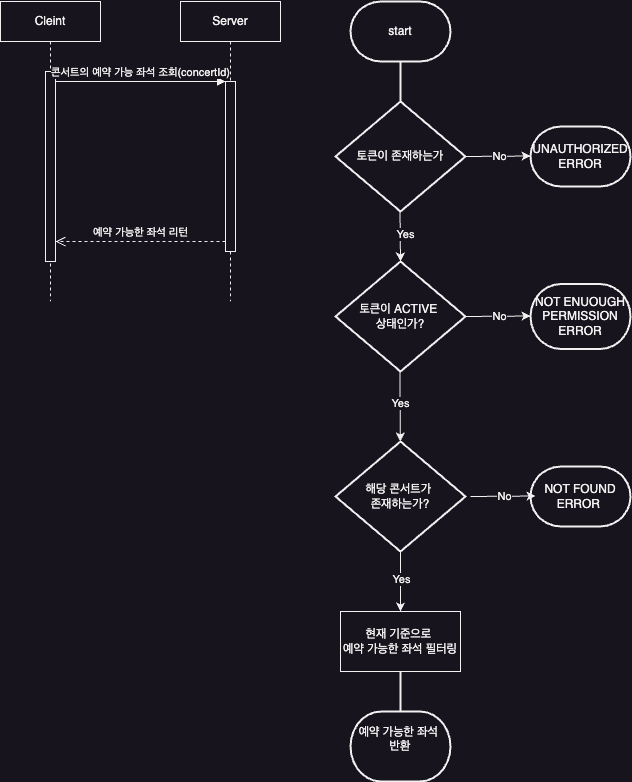 Cleint
Server
콘서트의 예약 가능 좌석 조회(concertId)
예약 가능한 좌석 리턴
start
토큰이 존재하는가
No
UNAUTHORIZED
ERROR
Yes
토큰이 ACTIVE
상태인가?
No
NOT ENUOUGH
PERMISSION
ERROR
Yes
해당 콘서트가
존재하는가?
No
NOT FOUND
ERROR
Yes
현재 기준으로
예약 가능한 좌석 필터링
예약 가능한 좌석
반환